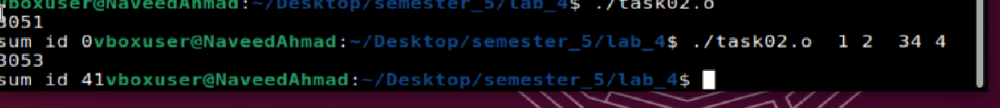 vboxuser@NaveedAhmad:~/Desktop/semester_5/lab_4$ ./task02.o
3051
sum id 0vboxuser@NaveedAhmad:~/Desktop/semester_5/lab_4$ ./task02.o  1 2  34 4
3053
sum id 41vboxuser@NaveedAhmad:~/Desktop/semester_5/lab_4$